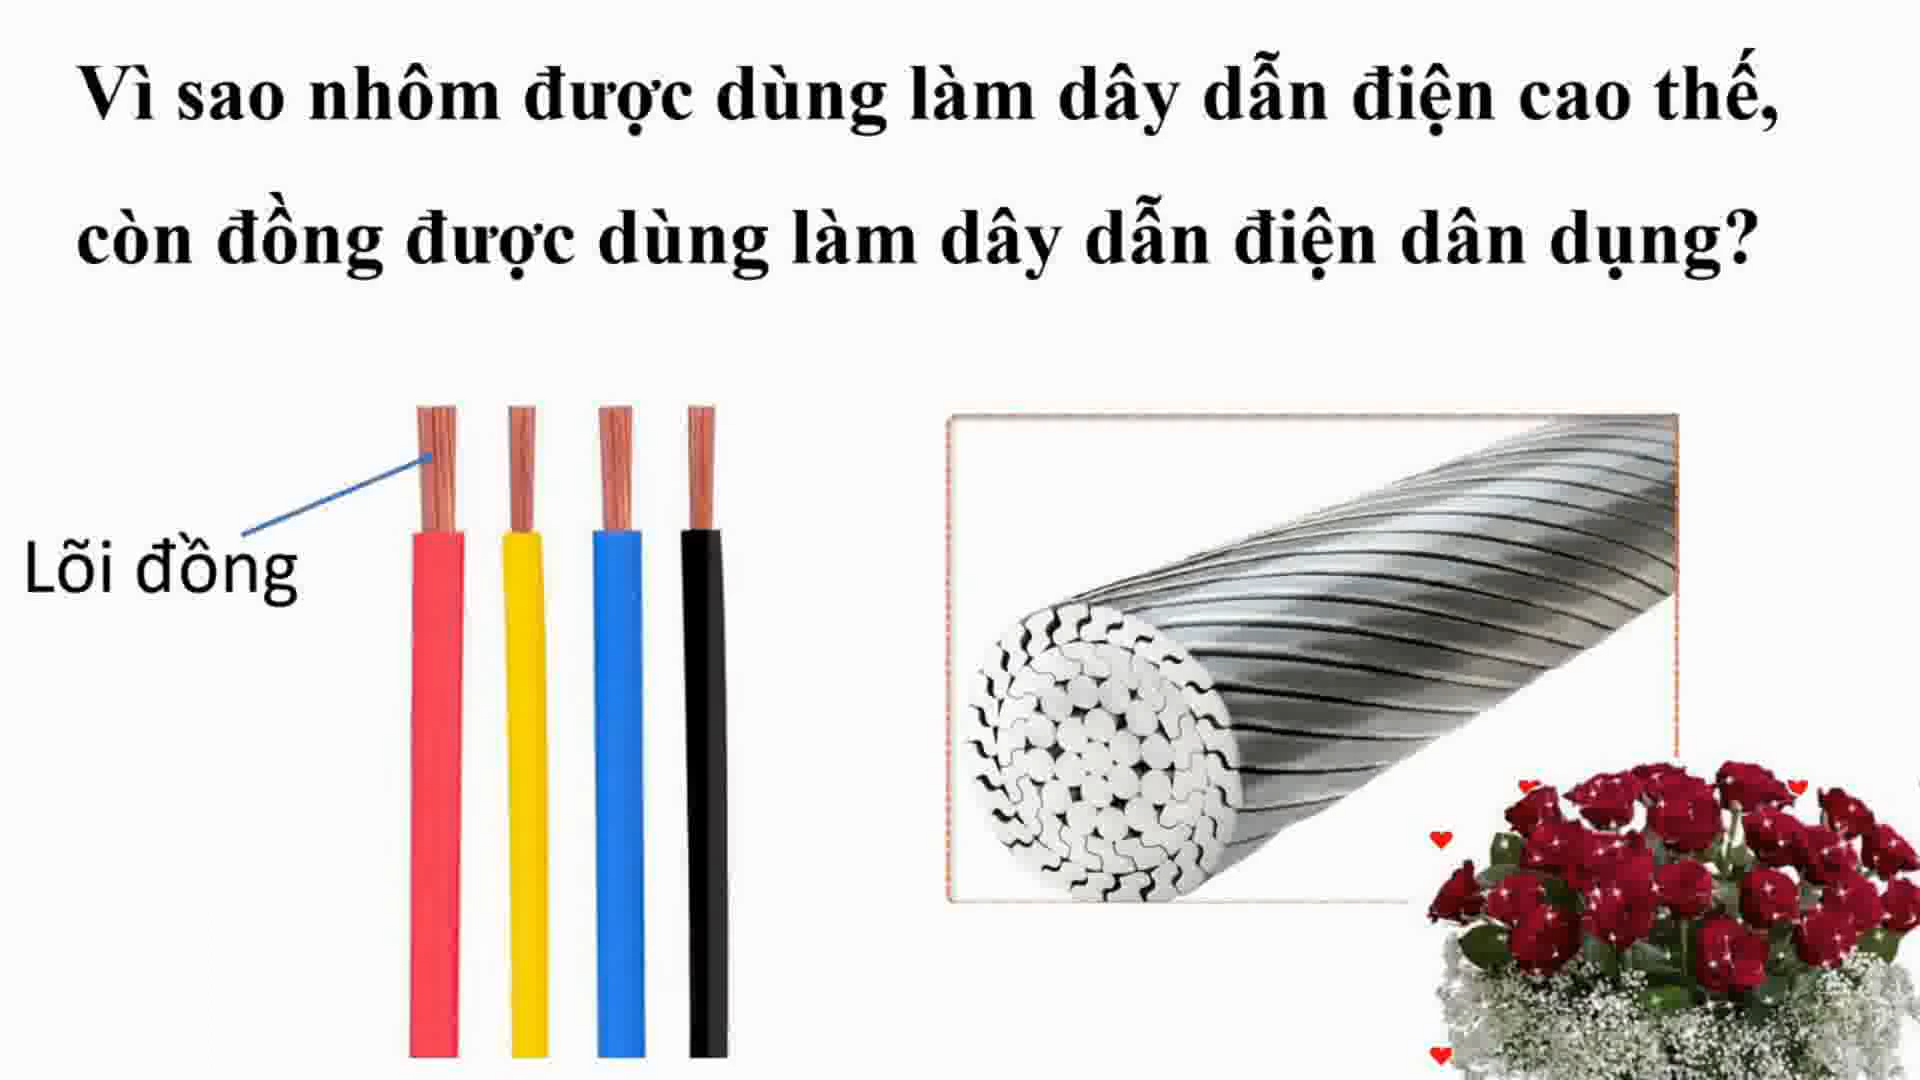 Vì sao nhôm được dùng làm dây dẫn điện cao thế,
còn đồng được dùng làm dây dẫn điện dân dụng?
Lõi đồng